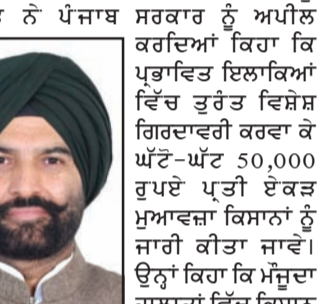 ਨੇ ਪੰਜਾਬ ਸਰਕਾਰ ਨੂੰ ਅਪੀਲ
ਕਰਦਿਆਂ ਕਿਹਾ ਕਿ
ਪ੍ਰਭਾਵਿਤ ਇਲਾਕਿਆਂ
ਵਿੱਚ ਤੁਰੰਤ ਵਿਸ਼ੇਸ਼
ਗਿਰਦਾਵਰੀ ਕਰਵਾ ਕੇ
ਘੱਟੋ-ਘੱਟ 50,000
ਰੁਪਏ ਪ੍ਰਤੀ ਏਕੜ
ਮੁਆਵਜ਼ਾ ਕਿਸਾਨਾਂ ਨੂੰ
ਜਾਰੀ ਕੀਤਾ ਜਾਵੇ।
ਉਨ੍ਹਾਂ ਕਿਹਾ ਕਿ ਮੌਜੂਦਾ